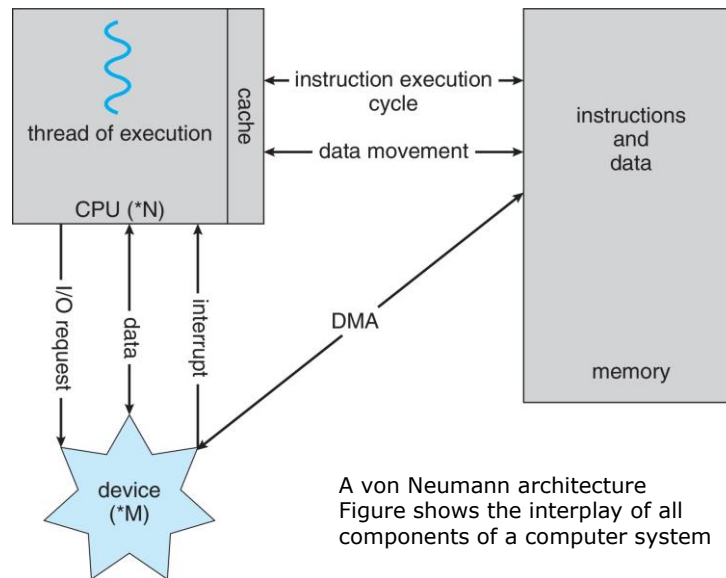 thread of execution
cache
CPU (*N)
instruction execution
cycle
data movement
instructions
and
data
memory
I/O request
data
interrupt
DMA
device
(*M)
A von Neumann architecture
Figure shows the interplay of all
components of a computer system